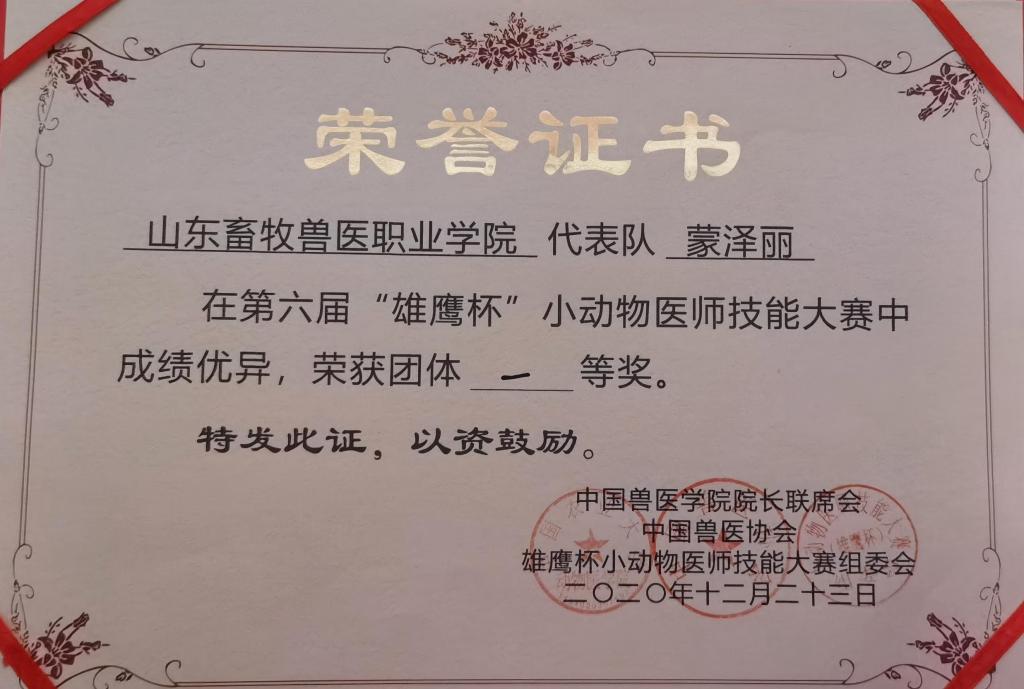 荣誉证书
山东畜牧兽医职业学院 代表队 蒙泽丽
在第六届“雄鹰杯”小动物医师技能大赛中
成绩优异，荣获团体 一 等奖。
特发此证，以资鼓励。
中国兽医学院院长联席会
中国兽医协会
雄鹰杯小动物医师技能大赛组委会
二〇二〇年十二月二十三日